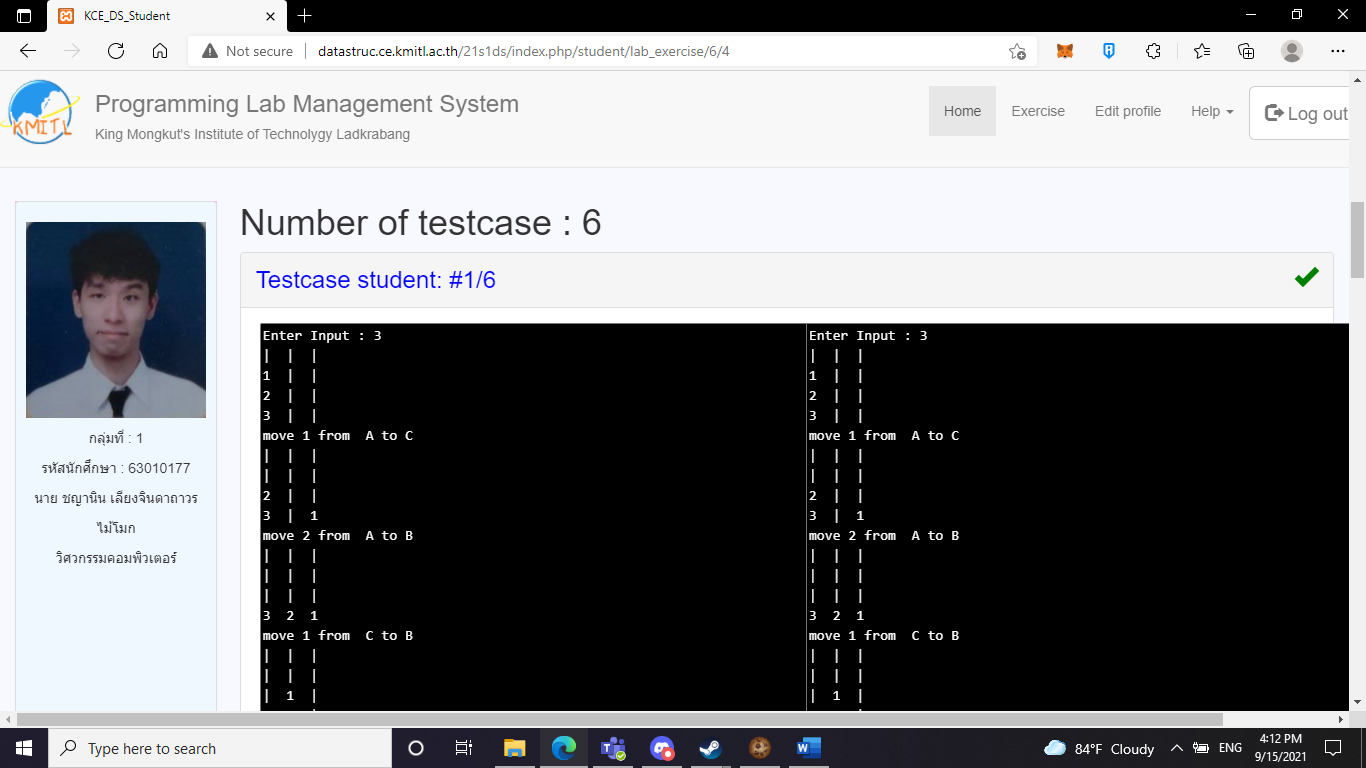 KCE_DS_Student
Not secure
datastruc.ce.kmitl.ac.th/21s1ds/index.php/student/lab_exercise/6/4
KMITL
Programming Lab Management System
King Mongkut's Institute of Technolygy Ladkrabang
Home
Exercise
Edit profile
Help
Log out
กลุ่มที่ : 1
รหัสนักศึกษา : 63010177
นาย ชญานิน เลียงจินดาถาวร
ไม้โมก
วิศวกรรมคอมพิวเตอร์
Number of testcase : 6
Testcase student: #1/6
Enter Input : 3
|  |  |
1  |  |
2  |  |
3  |  |
move 1 from  A to C
|  |  |
|  |  |
2  |  |
3  |  1
move 2 from  A to B
|  |  |
|  |  |
|  |  |
3  2  1
move 1 from  C to B
|  |  |
|  |  |
|  1  |
Enter Input : 3
|  |  |
1  |  |
2  |  |
3  |  |
move 1 from  A to C
|  |  |
|  |  |
2  |  |
3  |  1
move 2 from  A to B
|  |  |
|  |  |
|  |  |
3  2  1
move 1 from  C to B
|  |  |
|  |  |
|  1  |
Type here to search
84°F Cloudy
ENG
4:12 PM
9/15/2021